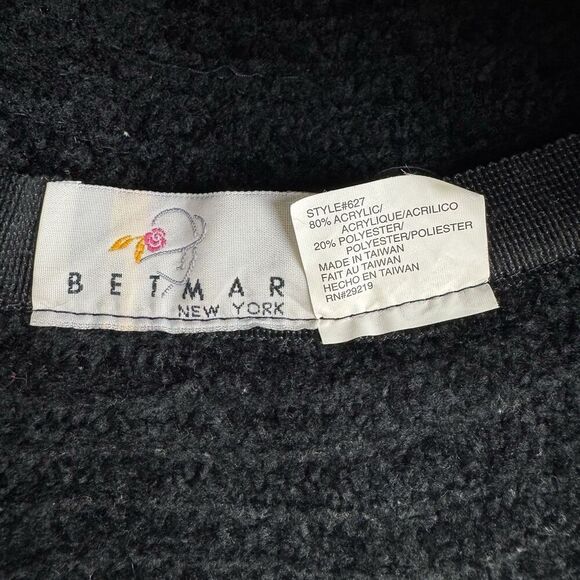 BETMAR
NEW YORK
STYLE#627
80% ACRYLIC/
ACRYLIQUE/ACRILICO
20% POLYESTER/
POLYESTER/POLIESTER
MADE IN TAIWAN
FAIT AU TAIWAN
HECHO EN TAIWAN
RN#29219